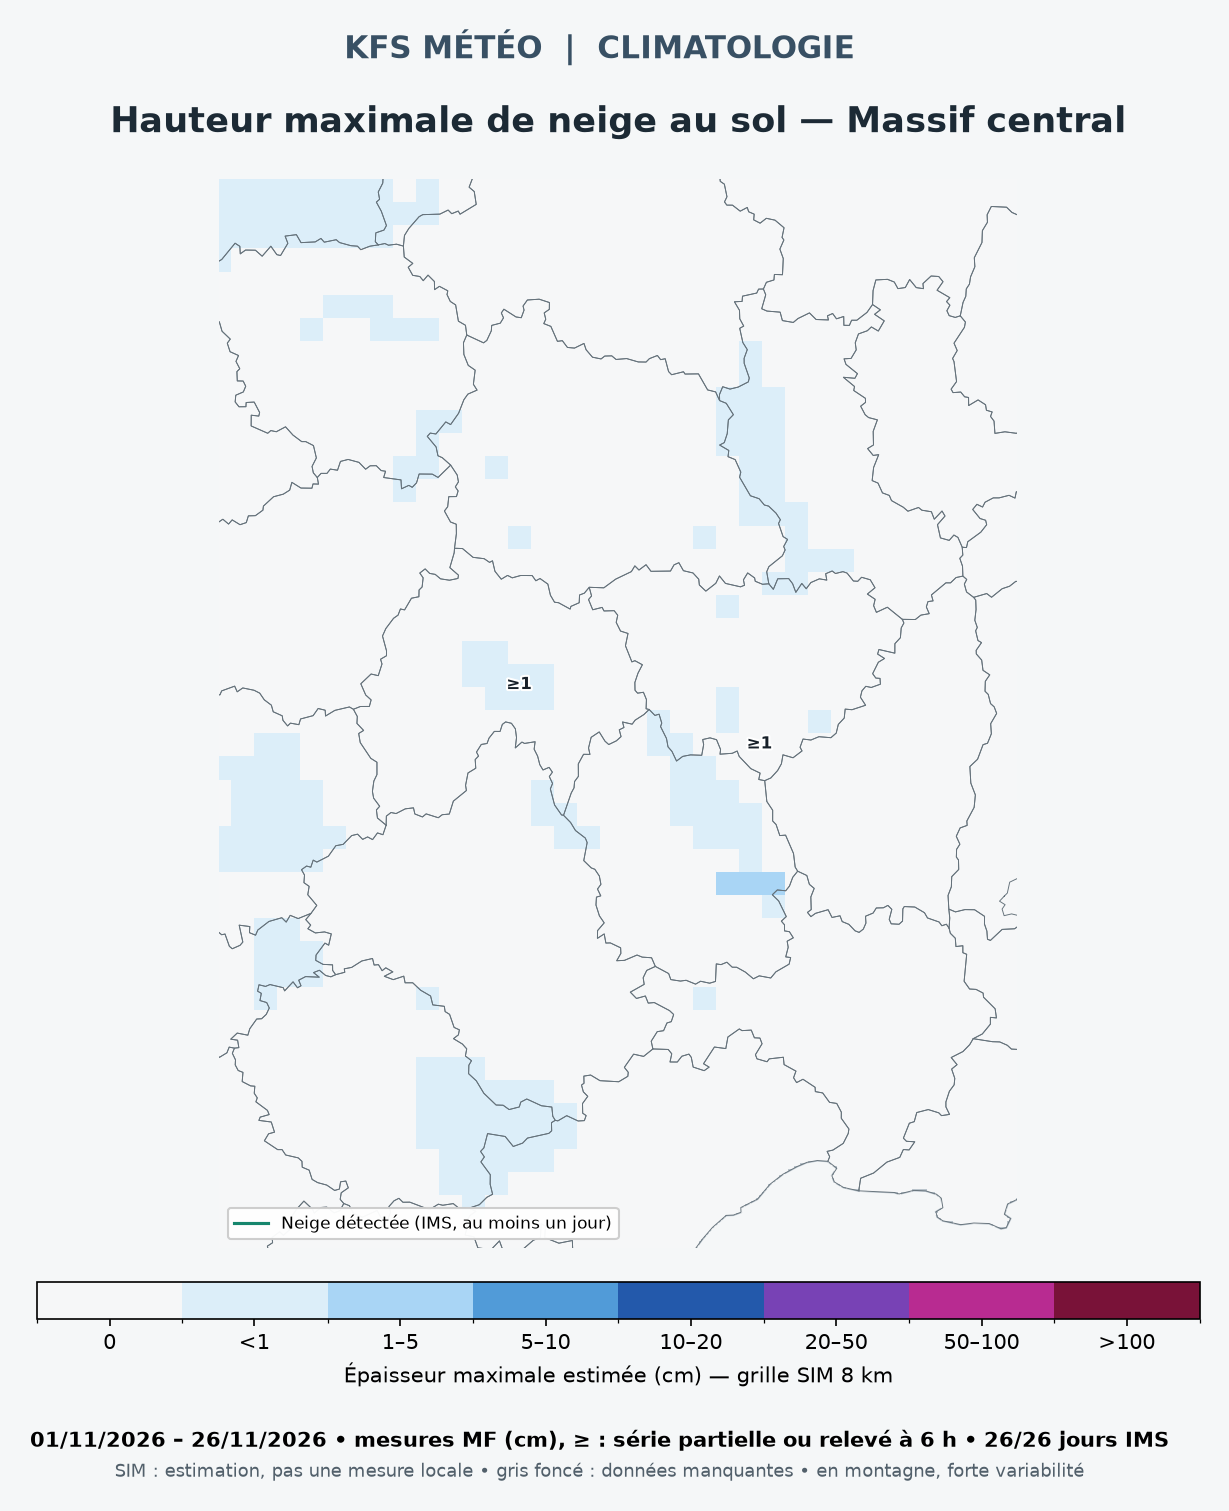 KFS MÉTÉO | CLIMATOLOGIE
Hauteur maximale de neige au sol — Massif central
≥1
≥1
Neige détectée (IMS, au moins un jour)
0 <1 1–5 5–10 10–20 20–50 50–100 >100
Épaisseur maximale estimée (cm) — grille SIM 8 km
01/11/2026 – 26/11/2026 • mesures MF (cm), ≥ : série partielle ou relevé à 6 h • 26/26 jours IMS
SIM : estimation, pas une mesure locale • gris foncé : données manquantes • en montagne, forte variabilité